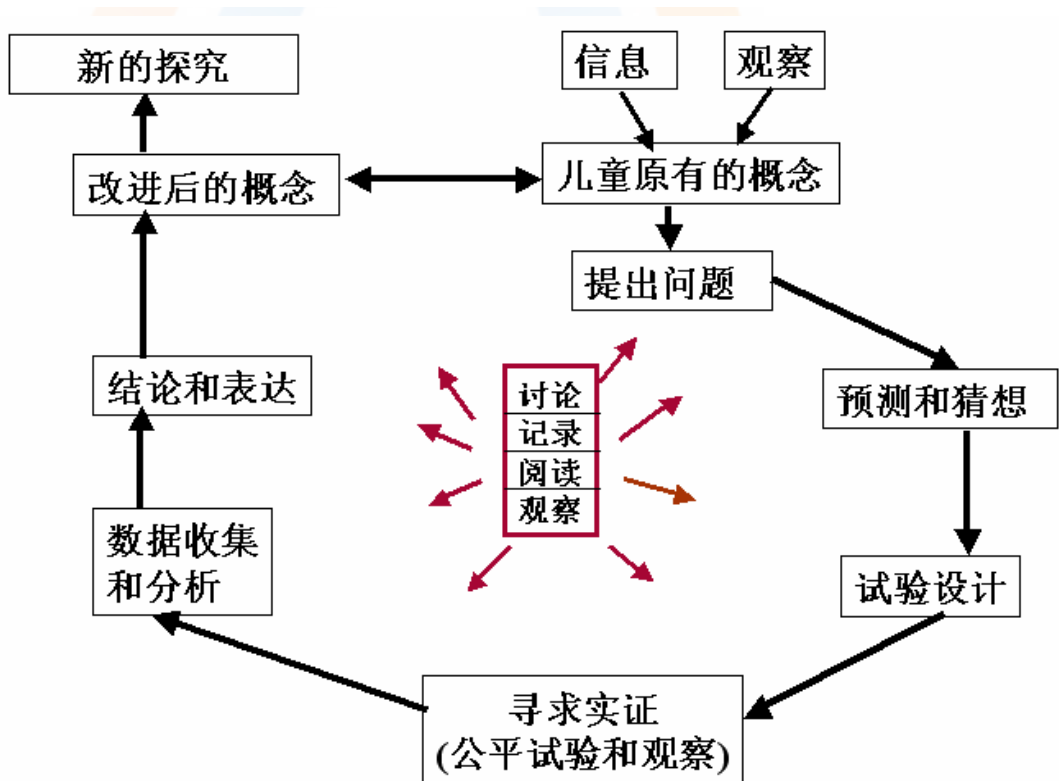 新的探究
信息
观察
改进后的概念
儿童原有的概念
提出问题
结论和表达
讨论
记录
阅读
观察
预测和猜想
数据收集
和分析
试验设计
寻求实证
(公平试验和观察)